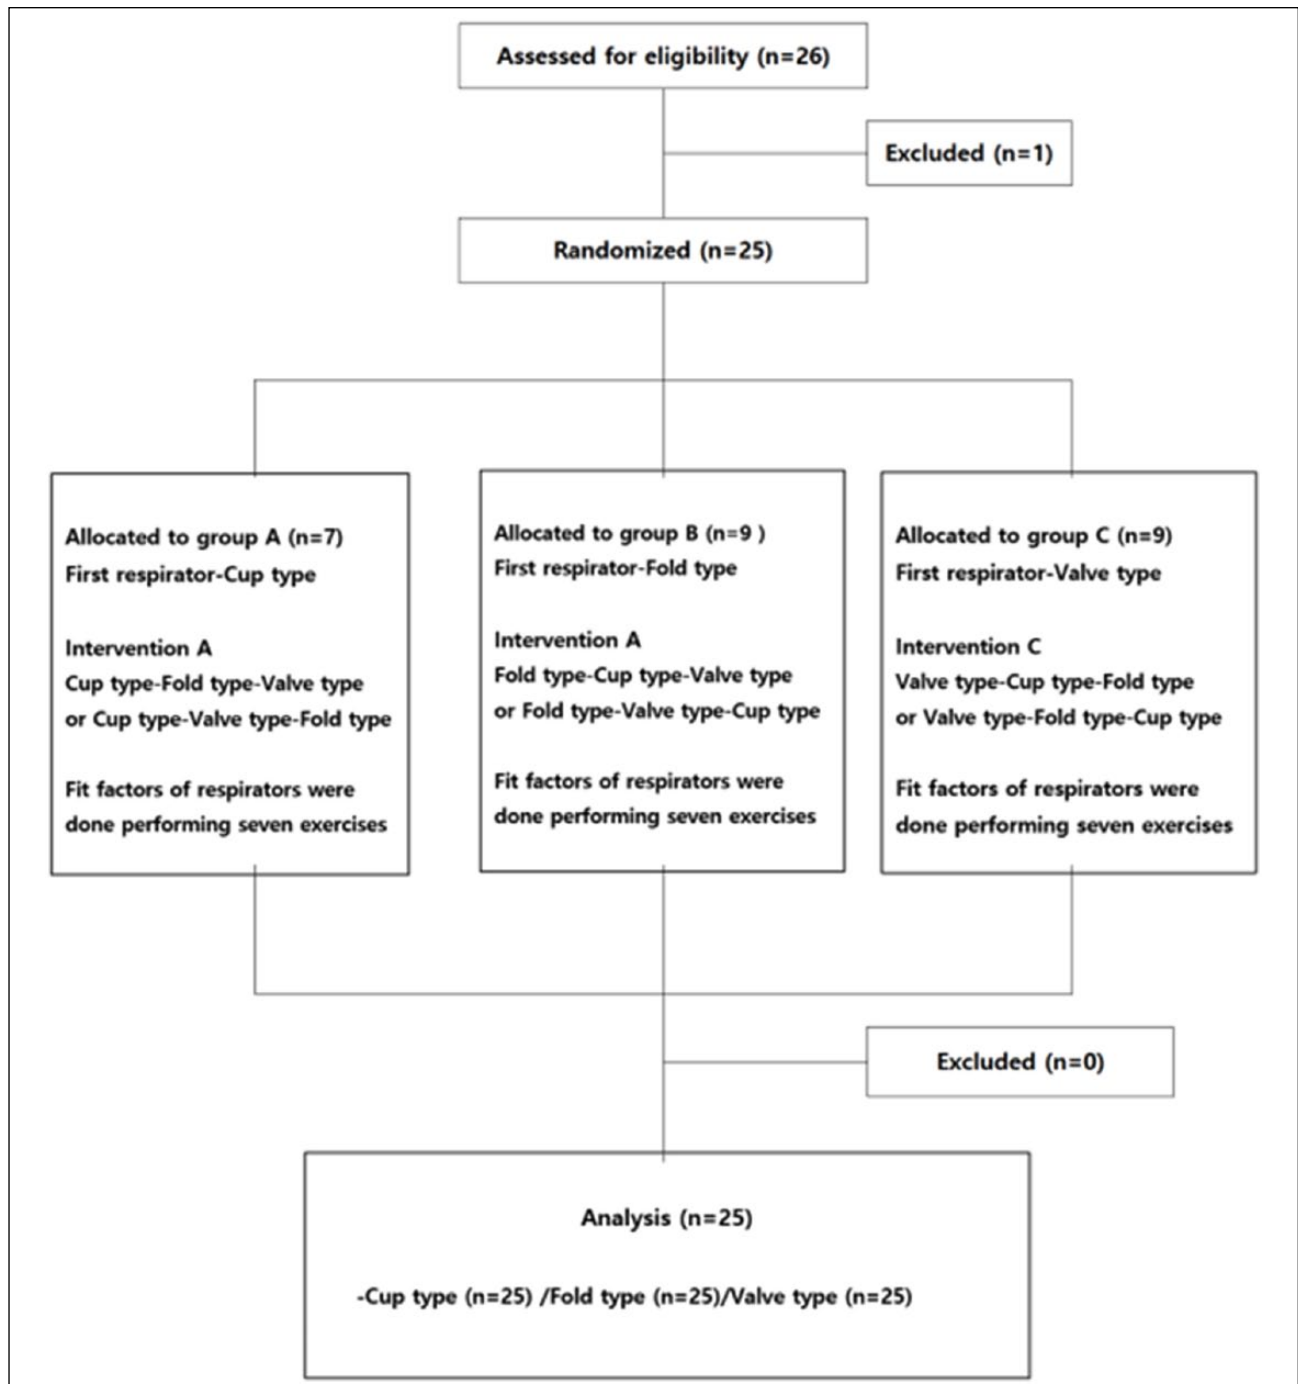 Assessed for eligibility (n=26)
Excluded (n=1)
Randomized (n=25)
Allocated to group A (n=7)
First respirator-Cup type
Intervention A
Cup type-Fold type-Valve type
or Cup type-Valve type-Fold type
Fit factors of respirators were
done performing seven exercises
Allocated to group B (n=9 )
First respirator-Fold type
Intervention A
Fold type-Cup type-Valve type
or Fold type-Valve type-Cup type
Fit factors of respirators were
done performing seven exercises
Allocated to group C (n=9)
First respirator-Valve type
Intervention C
Valve type-Cup type-Fold type
or Valve type-Fold type-Cup type
Fit factors of respirators were
done performing seven exercises
Excluded (n=0)
Analysis (n=25)
-Cup type (n=25) /Fold type (n=25)/Valve type (n=25)